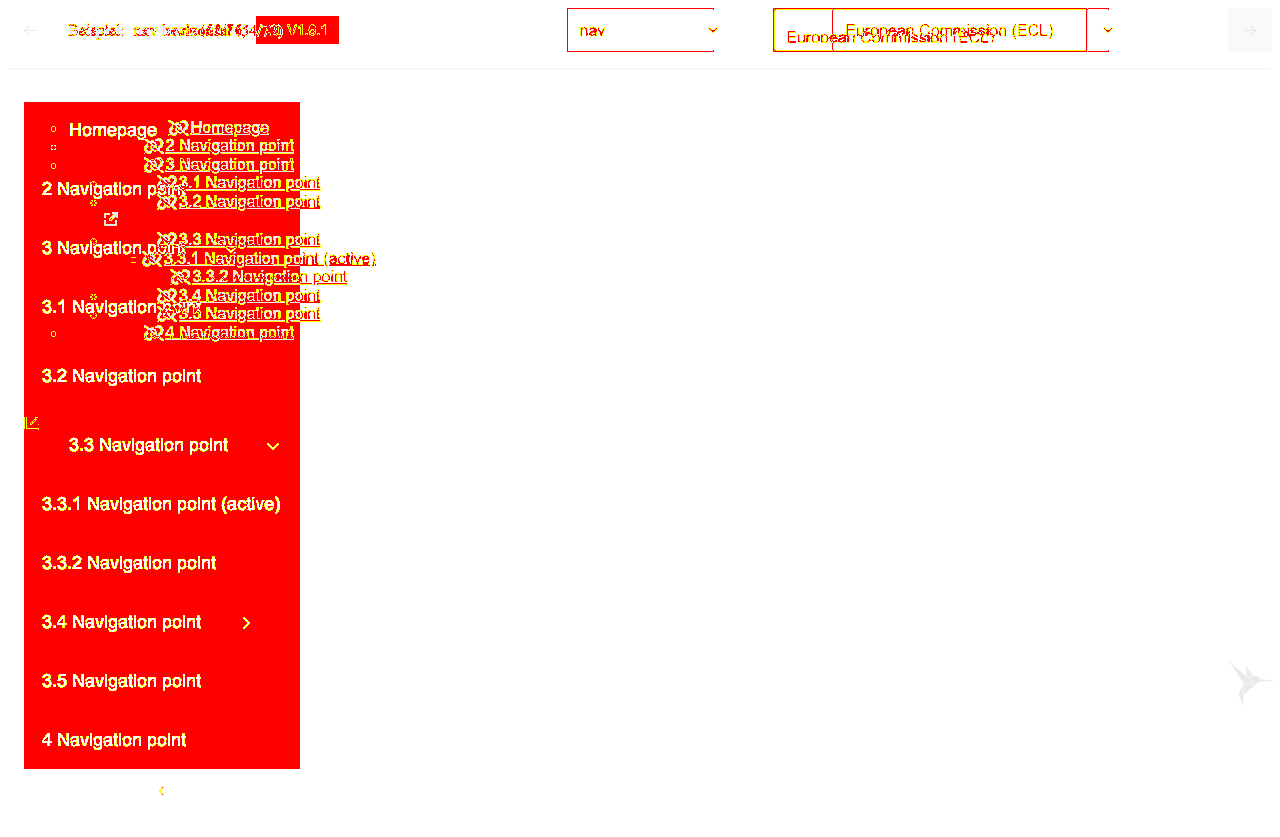 V1.0.1
nav
European Commission (ECL)
European Commission (ECL)
Homepage
Homepage
2 Navigation point
3 Navigation point
2 Navigation point
3.1 Navigation point
3.2 Navigation point
3 Navigation point
3.3 Navigation point
3.3.1 Navigation point (active)
3.3.2 Navigation point
3.1 Navigation point
3.4 Navigation point
3.5 Navigation point
4 Navigation point
3.2 Navigation point
3.3 Navigation point
3.3.1 Navigation point (active)
3.3.2 Navigation point
3.4 Navigation point
3.5 Navigation point
4 Navigation point